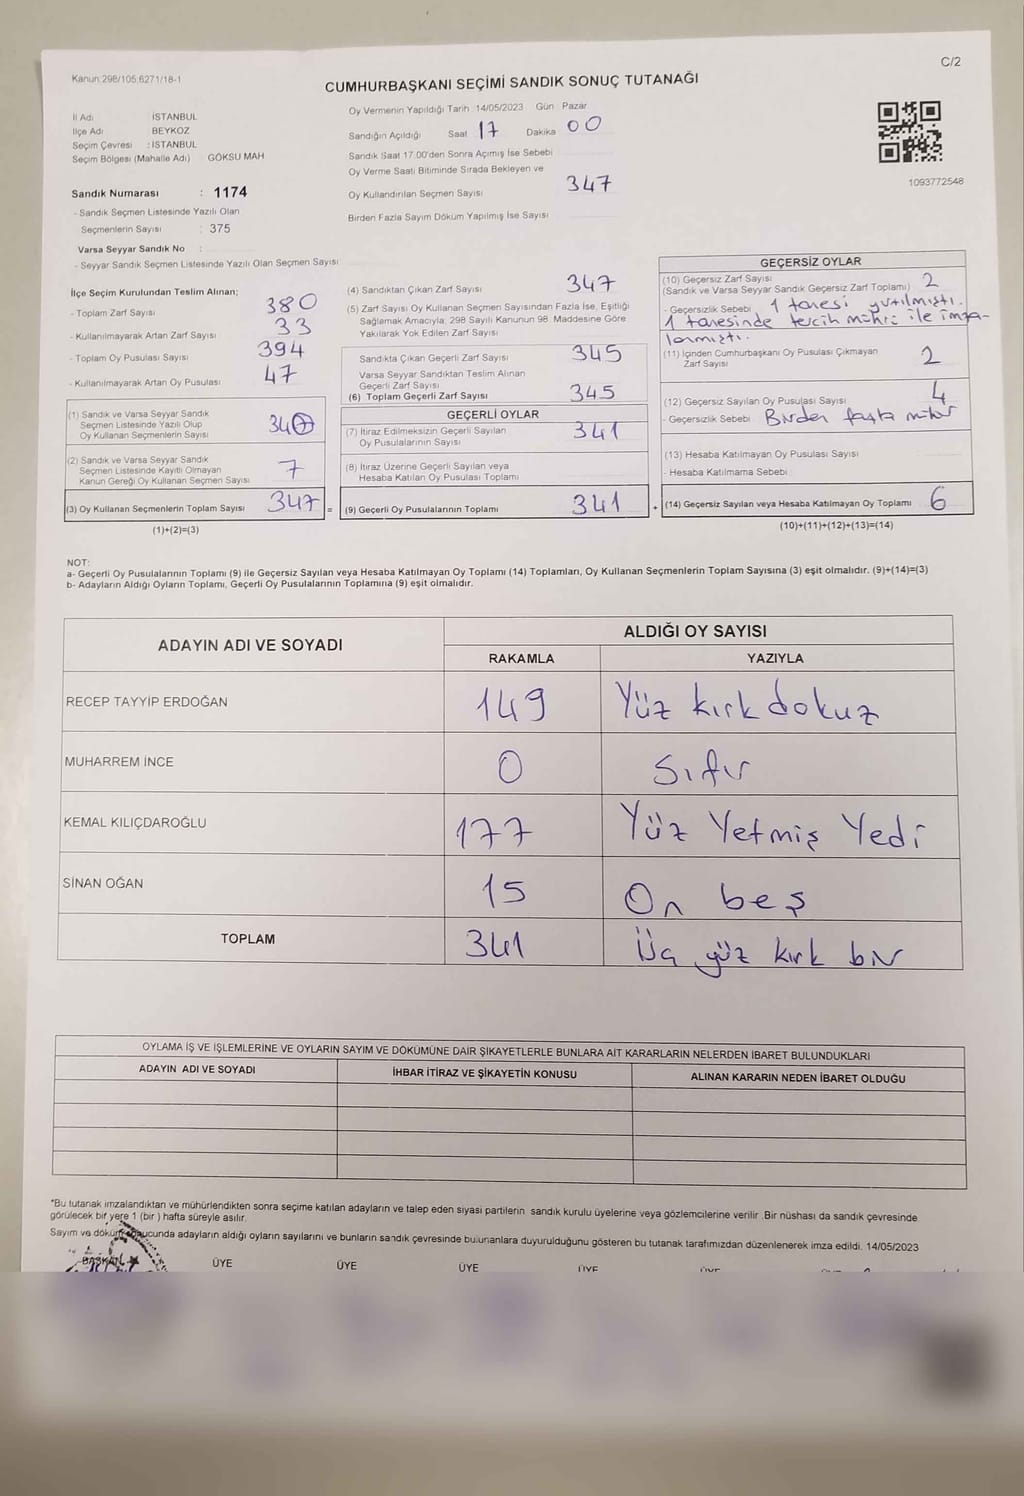 Kanun:298/105;6271/18-1
C/2
CUMHURBAŞKANI SEÇİMİ SANDIK SONUÇ TUTANAĞI
İl Adı İSTANBUL
İlçe Adı BEYKOZ
Seçim Çevresi : İSTANBUL
Seçim Bölgesi (Mahalle Adı) GÖKSU MAH
Sandık Numarası : 1174
- Sandık Seçmen Listesinde Yazılı Olan
Seçmenlerin Sayısı : 375
Varsa Seyyar Sandık No :
- Seyyar Sandık Seçmen Listesinde Yazılı Olan Seçmen Sayısı
Oy Vermenin Yapıldığı Tarih :14/05/2023 Gün Pazar
Sandığın Açıldığı Saat 17 Dakika 00
Sandık Saat 17:00'den Sonra Açımış İse Sebebi
Oy Verme Saati Bitiminde Sırada Bekleyen ve
Oy Kullandırılan Seçmen Sayısı 347
Birden Fazla Sayım Döküm Yapılmış İse Sayısı
1093772548
İlçe Seçim Kurulundan Teslim Alınan;
- Toplam Zarf Sayısı 380
- Kullanılmayarak Artan Zarf Sayısı 33
- Toplam Oy Pusulası Sayısı 394
- Kullanılmayarak Artan Oy Pusulası 47
(1) Sandık ve Varsa Seyyar Sandık
Seçmen Listesinde Yazılı Olup
Oy Kullanan Seçmenlerin Sayısı
(2) Sandık ve Varsa Seyyar Sandık
Seçmen Listesinde Kayıtlı Olmayan
Kanun Gereği Oy Kullanan Seçmen Sayısı 7
(3) Oy Kullanan Seçmenlerin Toplam Sayısı 347 =
(1)+(2)=(3)
(4) Sandıktan Çıkan Zarf Sayısı 347
(5) Zarf Sayısı Oy Kullanan Seçmen Sayısından Fazla İse, Eşitliği
Sağlamak Amacıyla; 298 Sayılı Kanunun 98. Maddesine Göre
Yakılarak Yok Edilen Zarf Sayısı
Sandıkta Çıkan Geçerli Zarf Sayısı 345
Varsa Seyyar Sandıktan Teslim Alınan
Geçerli Zarf Sayısı
(6) Toplam Geçerli Zarf Sayısı 345
GEÇERLİ OYLAR
(7) İtiraz Edilmeksizin Geçerli Sayılan
Oy Pusulalarının Sayısı 341
(8) İtiraz Üzerine Geçerli Sayılan veya
Hesaba Katılan Oy Pusulası Toplamı
(9) Geçerli Oy Pusulalarının Toplamı 341 +
GEÇERSİZ OYLAR
(10) Geçersiz Zarf Sayısı 2
(Sandık ve Varsa Seyyar Sandık Geçersiz Zarf Toplamı)
- Geçersizlik Sebebi 1 tanesi yırtılmıştı.
1 tanesinde tercih mührü ile imza-
lanmıştı.
(11) İçinden Cumhurbaşkanı Oy Pusulası Çıkmayan
Zarf Sayısı 2
(12) Geçersiz Sayılan Oy Pusulası Sayısı 4
- Geçersizlik Sebebi Birden fazla mühür
(13) Hesaba Katılmayan Oy Pusulası Sayısı
- Hesaba Katılmama Sebebi
(14) Geçersiz Sayılan veya Hesaba Katılmayan Oy Toplamı 6
(10)+(11)+(12)+(13)=(14)
NOT:
a- Geçerli Oy Pusulalarının Toplamı (9) ile Geçersiz Sayılan veya Hesaba Katılmayan Oy Toplamı (14) Toplamları, Oy Kullanan Seçmenlerin Toplam Sayısına (3) eşit olmalıdır. (9)+(14)=(3)
b- Adayların Aldığı Oyların Toplamı, Geçerli Oy Pusulalarının Toplamına (9) eşit olmalıdır.
ADAYIN ADI VE SOYADI ALDIĞI OY SAYISI
RAKAMLA YAZIYLA
RECEP TAYYİP ERDOĞAN 149 Yüz kırk dokuz
MUHARREM İNCE 0 Sıfır
KEMAL KILIÇDAROĞLU 177 Yüz Yetmiş Yedi
SİNAN OĞAN 15 On beş
TOPLAM 341 Üç yüz kırk bir
OYLAMA İŞ VE İŞLEMLERİNE VE OYLARIN SAYIM VE DÖKÜMÜNE DAİR ŞİKAYETLERLE BUNLARA AİT KARARLARIN NELERDEN İBARET BULUNDUKLARI
ADAYIN ADI VE SOYADI İHBAR İTİRAZ VE ŞİKAYETİN KONUSU ALINAN KARARIN NEDEN İBARET OLDUĞU
*Bu tutanak imzalandıktan ve mühürlendikten sonra seçime katılan adayların ve talep eden siyasi partilerin sandık kurulu üyelerine veya gözlemcilerine verilir .Bir nüshası da sandık çevresinde
görülecek bir yere 1 (bir ) hafta süreyle asılır.
Sayım ve döküm sonucunda adayların aldığı oyların sayılarını ve bunların sandık çevresinde bulunanlara duyurulduğunu gösteren bu tutanak tarafımızdan düzenlenerek imza edildi. 14/05/2023
BAŞKAN ÜYE ÜYE ÜYE ÜYE ÜYE